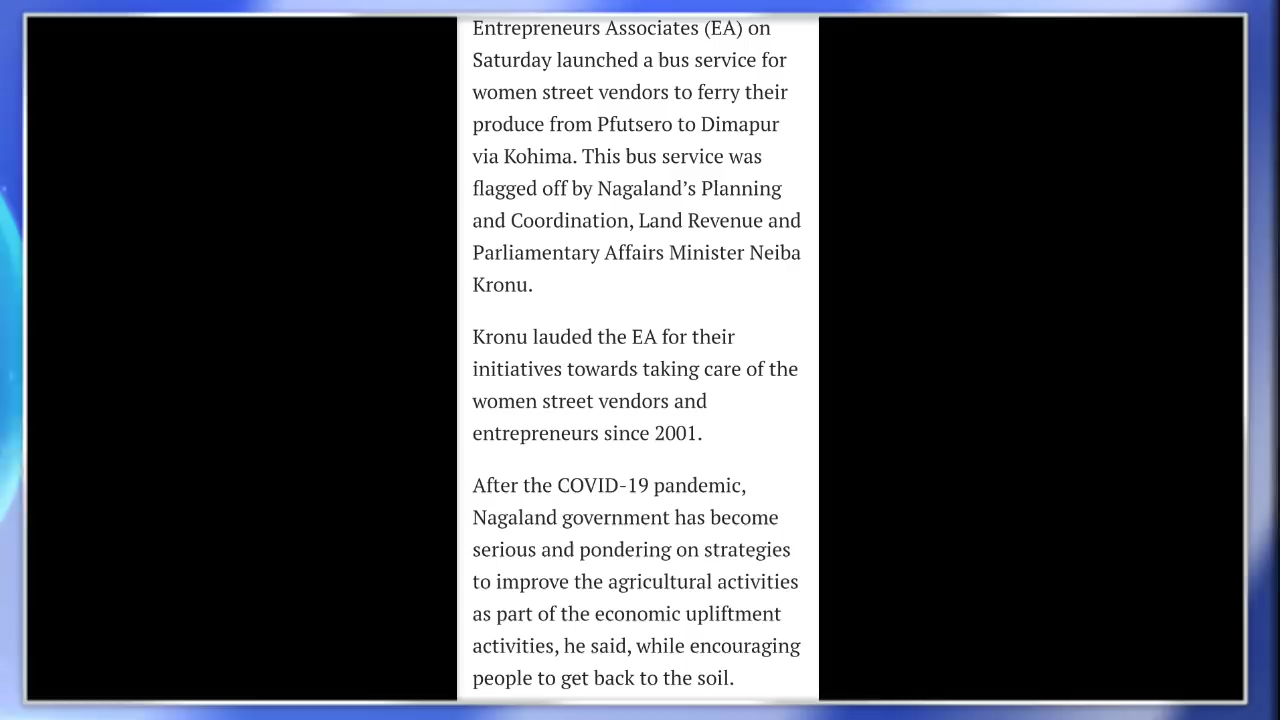 Entrepreneurs Associates (EA) on
Saturday launched a bus service for
women street vendors to ferry their
produce from Pfutsero to Dimapur
via Kohima. This bus service was
flagged off by Nagaland’s Planning
and Coordination, Land Revenue and
Parliamentary Affairs Minister Neiba
Kronu.
Kronu lauded the EA for their
initiatives towards taking care of the
women street vendors and
entrepreneurs since 2001.
After the COVID-19 pandemic,
Nagaland government has become
serious and pondering on strategies
to improve the agricultural activities
as part of the economic upliftment
activities, he said, while encouraging
people to get back to the soil.